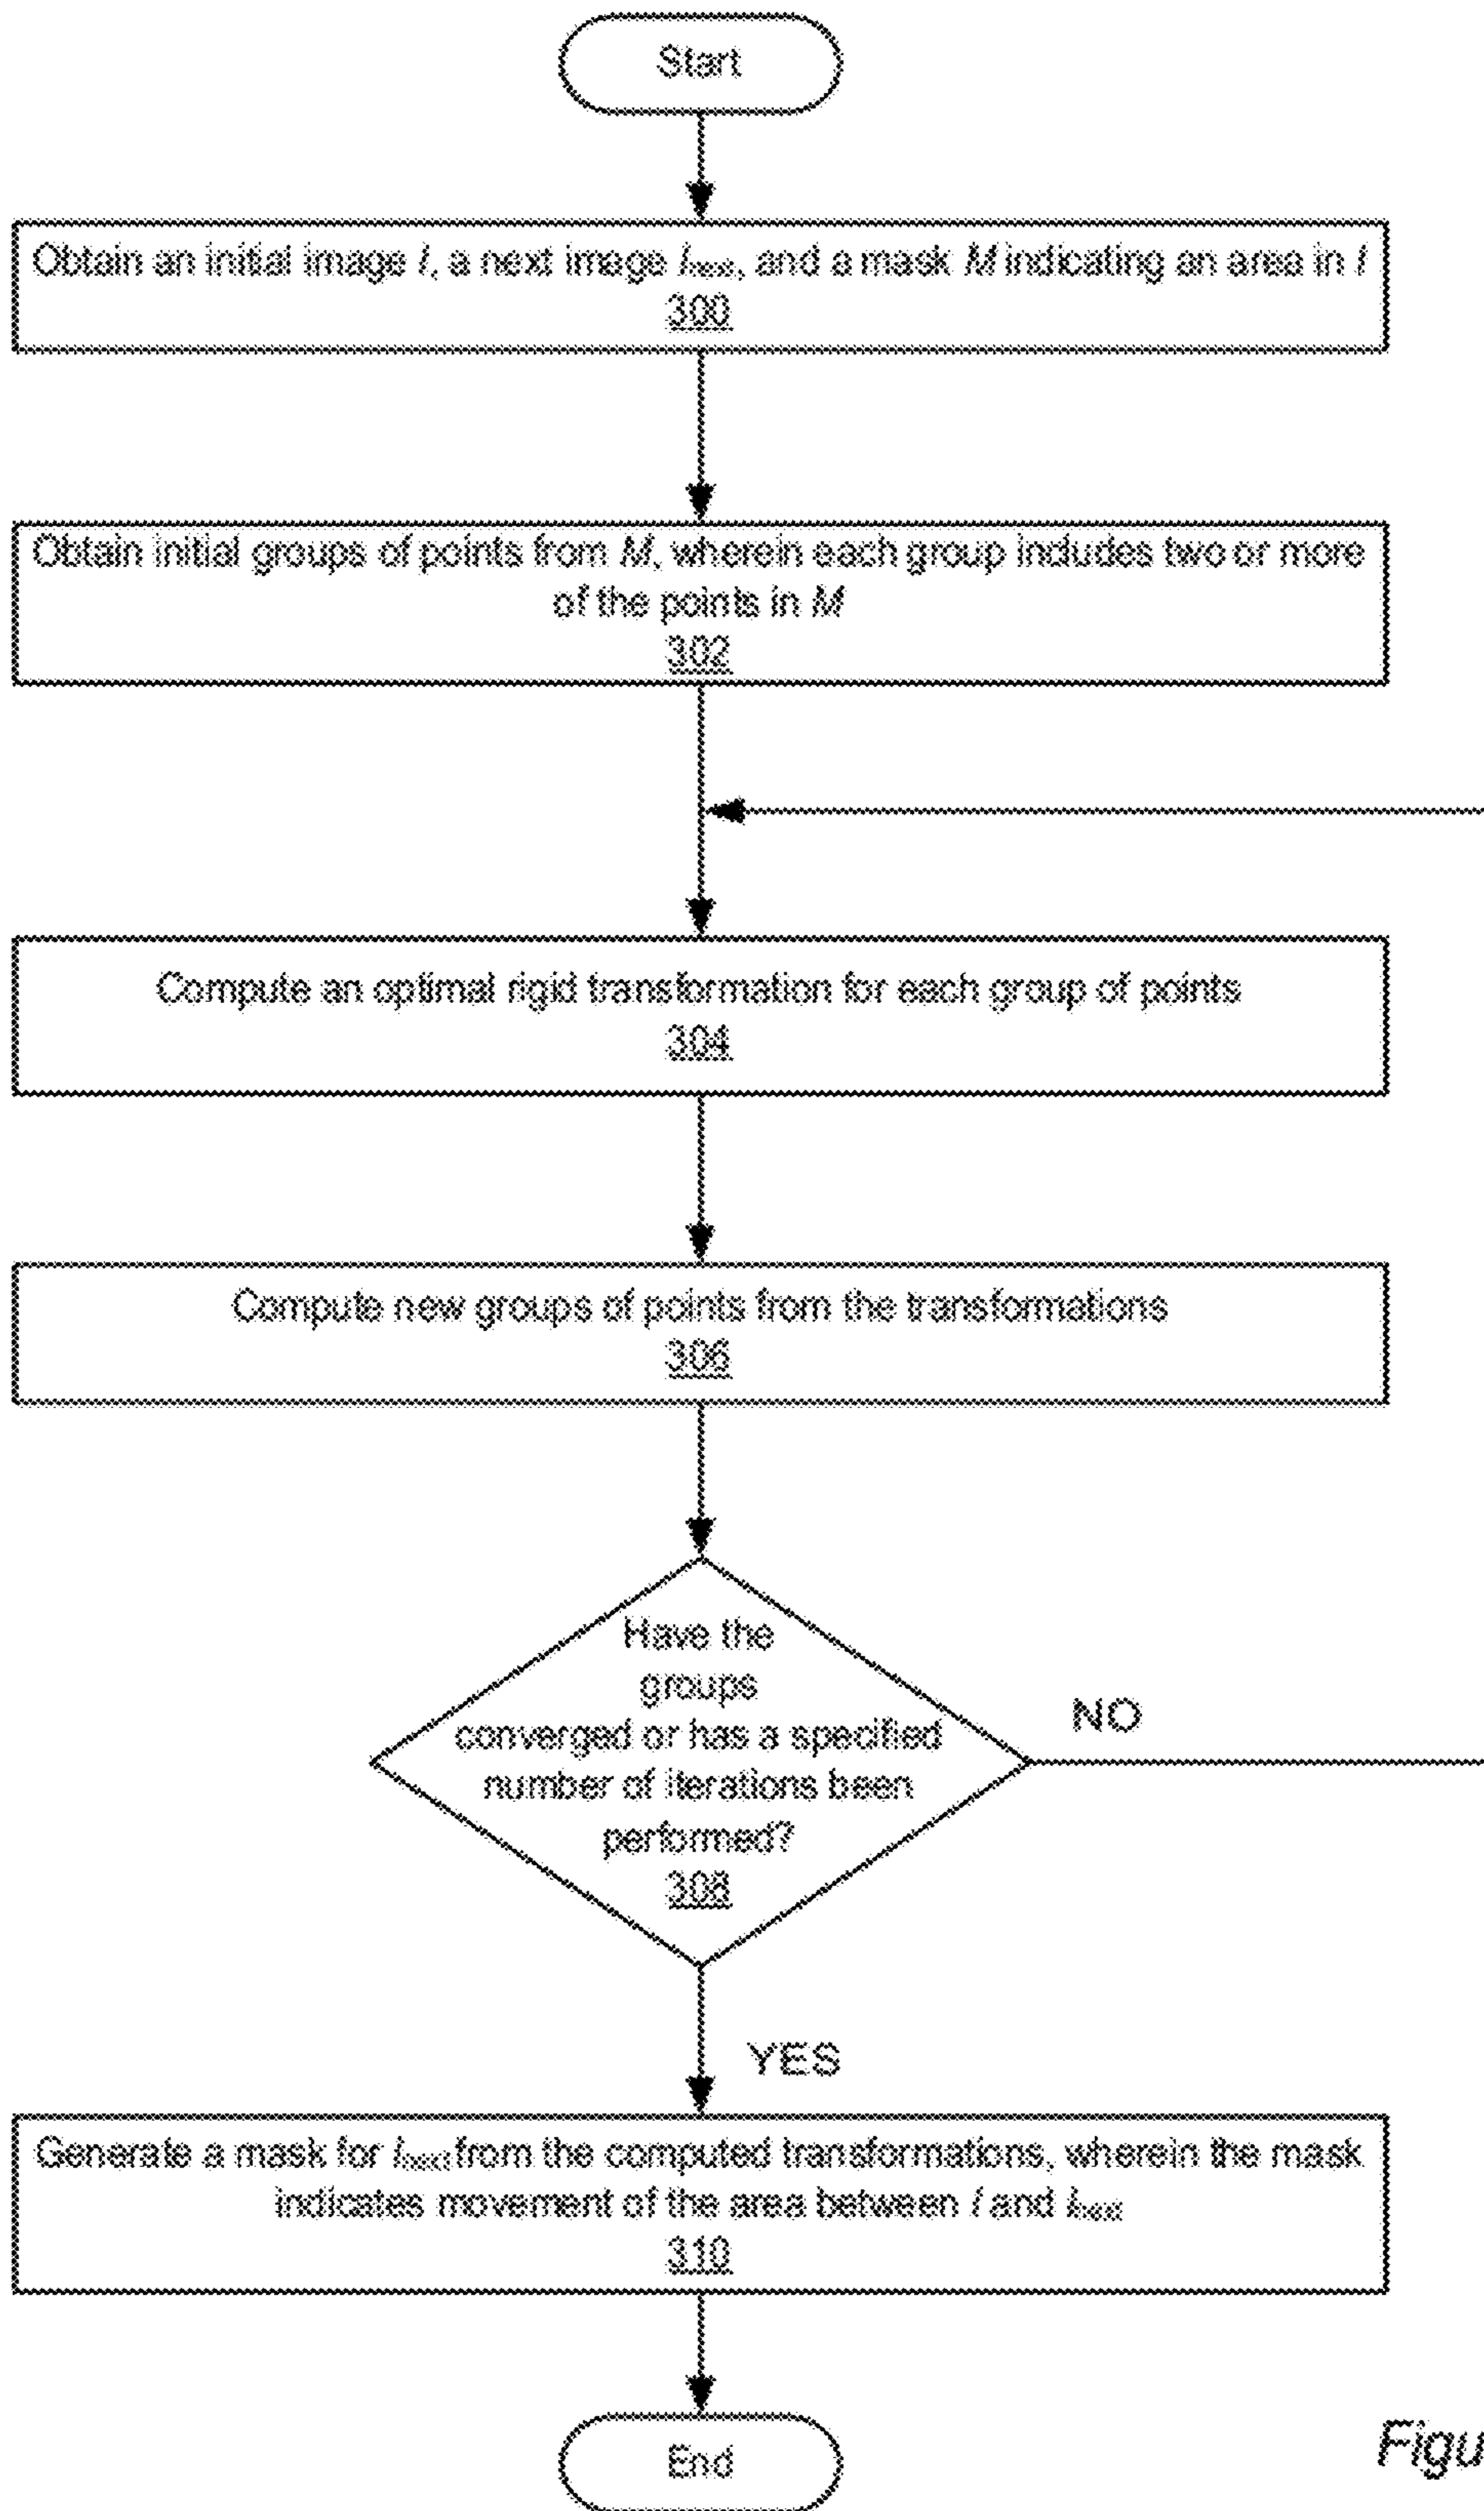 Start
Obtain an initial image I, a next image Inext, and a mask M indicating an area in I
300
Obtain initial groups of points from M, wherein each group includes two or more
of the points in M
302
Compute an optimal rigid transformation for each group of points
304
Compute new groups of points from the transformations
306
Have the
groups
converged or has a specified
number of iterations been
performed?
308
NO
YES
Generate a mask for Inext from the computed transformations, wherein the mask
indicates movement of the area between I and Inext
310
End
Figu